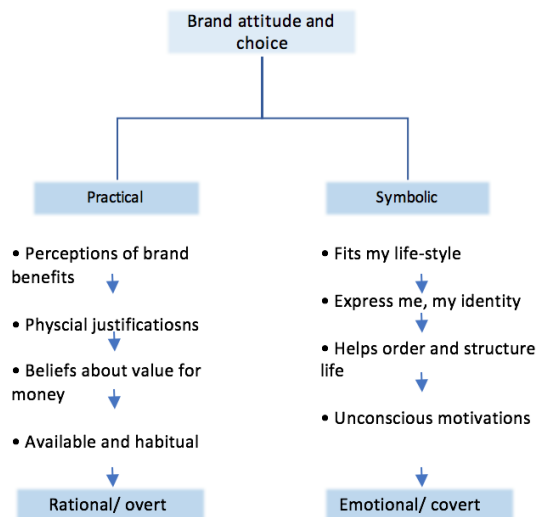 Brand attitude and
choice
Practical
Symbolic
• Perceptions of brand
benefits
• Physcial justificatiosns
• Beliefs about value for
money
• Available and habitual
Rational/ overt
• Fits my life-style
• Express me, my identity
• Helps order and structure
life
• Unconscious motivations
Emotional/ covert